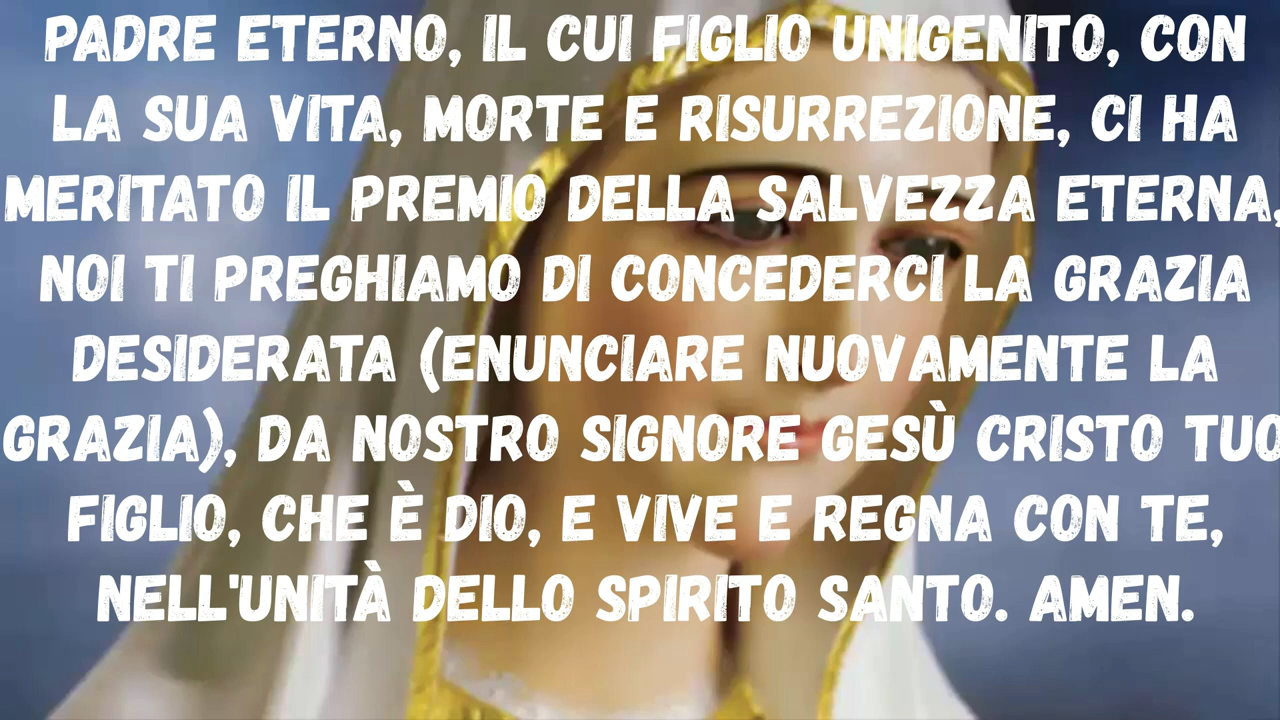 PADRE ETERNO, IL CUI FIGLIO UNIGENITO, CON
LA SUA VITA, MORTE E RISURREZIONE, CI HA
MERITATO IL PREMIO DELLA SALVEZZA ETERNA,
NOI TI PREGHIAMO DI CONCEDERCI LA GRAZIA
DESIDERATA (ENUNCIARE NUOVAMENTE LA
GRAZIA), DA NOSTRO SIGNORE GESÙ CRISTO TUO
FIGLIO, CHE È DIO, E VIVE E REGNA CON TE,
NELL'UNITÀ DELLO SPIRITO SANTO. AMEN.